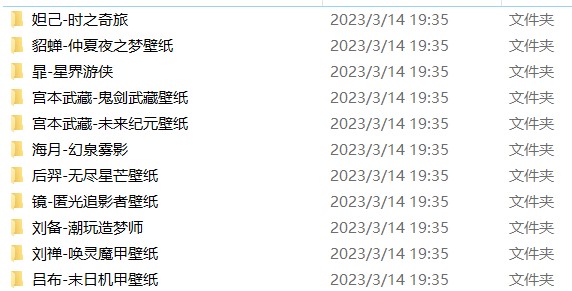 妲己-时之奇旅 2023/3/14 19:35 文件夹
貂蝉-仲夏夜之梦壁纸 2023/3/14 19:35 文件夹
暃-星界游侠 2023/3/14 19:35 文件夹
宫本武藏-鬼剑武藏壁纸 2023/3/14 19:35 文件夹
宫本武藏-未来纪元壁纸 2023/3/14 19:35 文件夹
海月-幻泉雾影 2023/3/14 19:35 文件夹
后羿-无尽星芒壁纸 2023/3/14 19:35 文件夹
镜-匿光追影者壁纸 2023/3/14 19:35 文件夹
刘备-潮玩造梦师 2023/3/14 19:35 文件夹
刘禅-唤灵魔甲壁纸 2023/3/14 19:35 文件夹
吕布-末日机甲壁纸 2023/3/14 19:35 文件夹